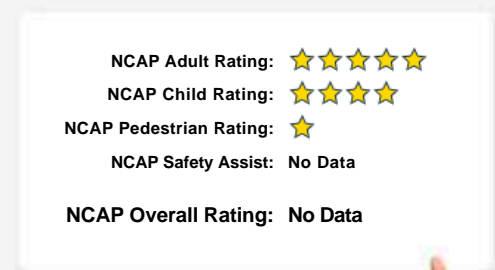 NCAP Adult Rating:
NCAP Child Rating:
NCAP Pedestrian Rating:
NCAP Safety Assist: No Data
NCAP Overall Rating: No Data